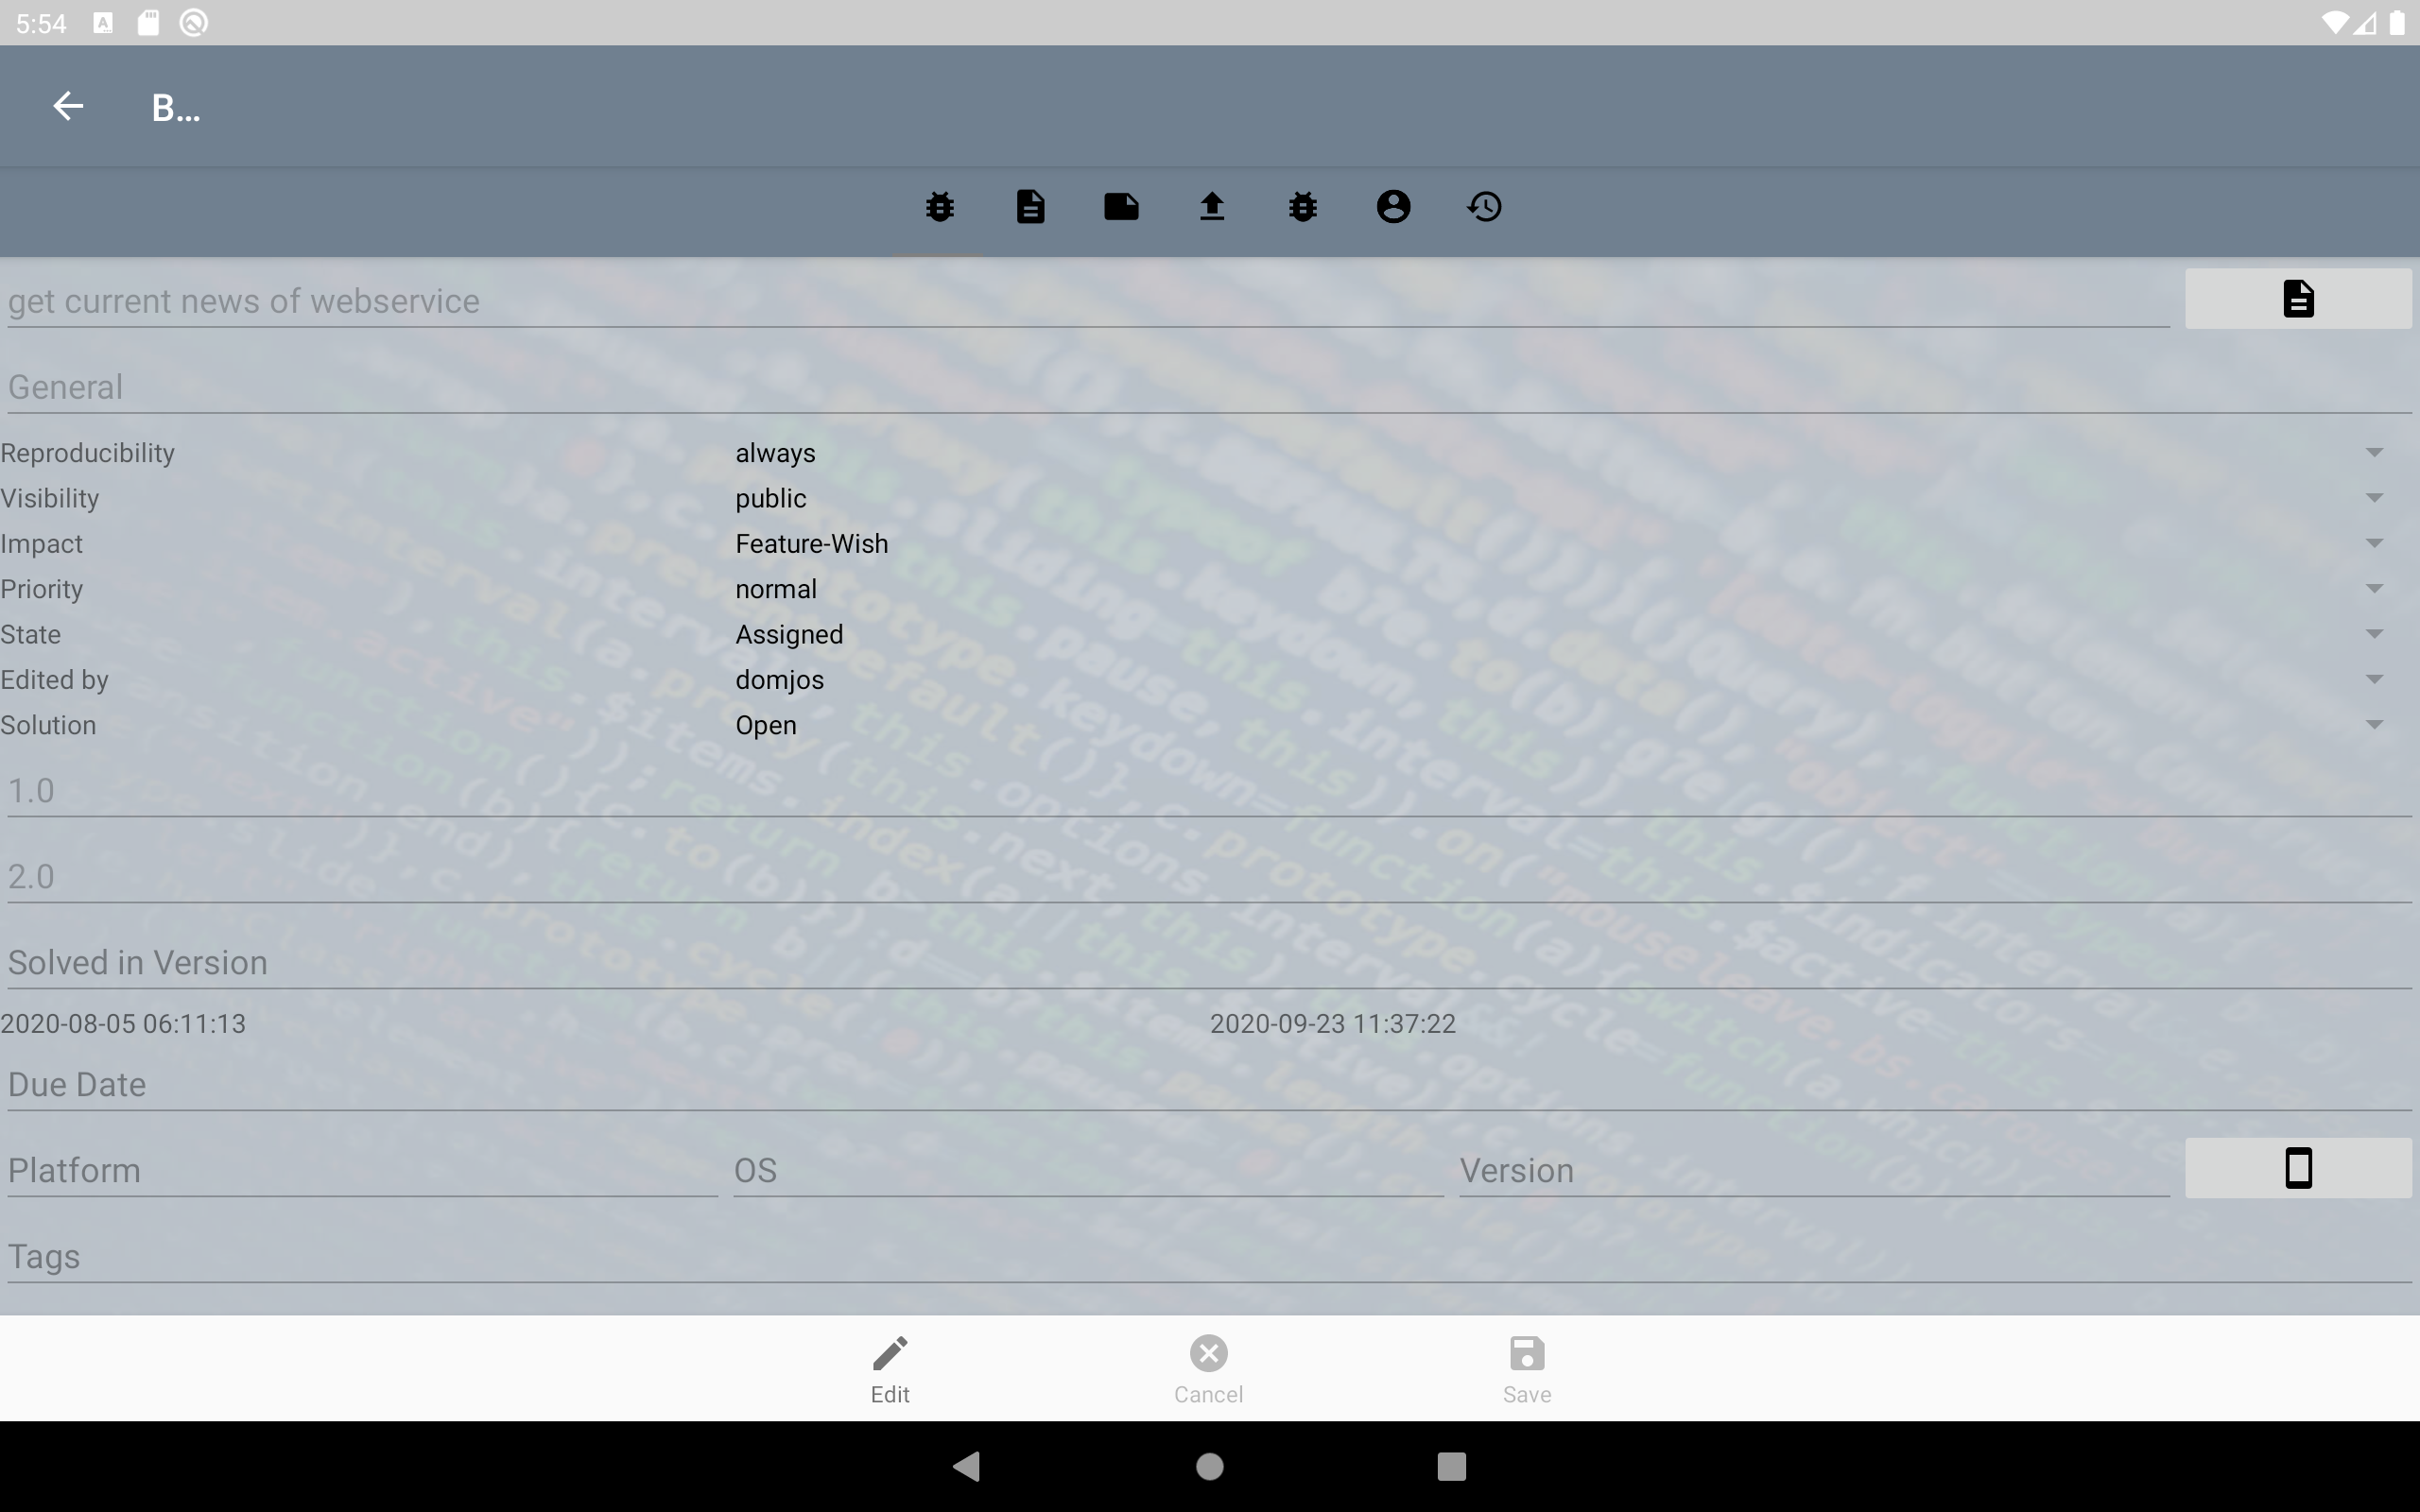 5:54
B...
get current news of webservice
General
Reproducibility always
Visibility public
Impact Feature-Wish
Priority normal
State Assigned
Edited by domjos
Solution Open
1.0
2.0
Solved in Version
2020-08-05 06:11:13 2020-09-23 11:37:22
Due Date
Platform OS Version
Tags
Edit Cancel Save